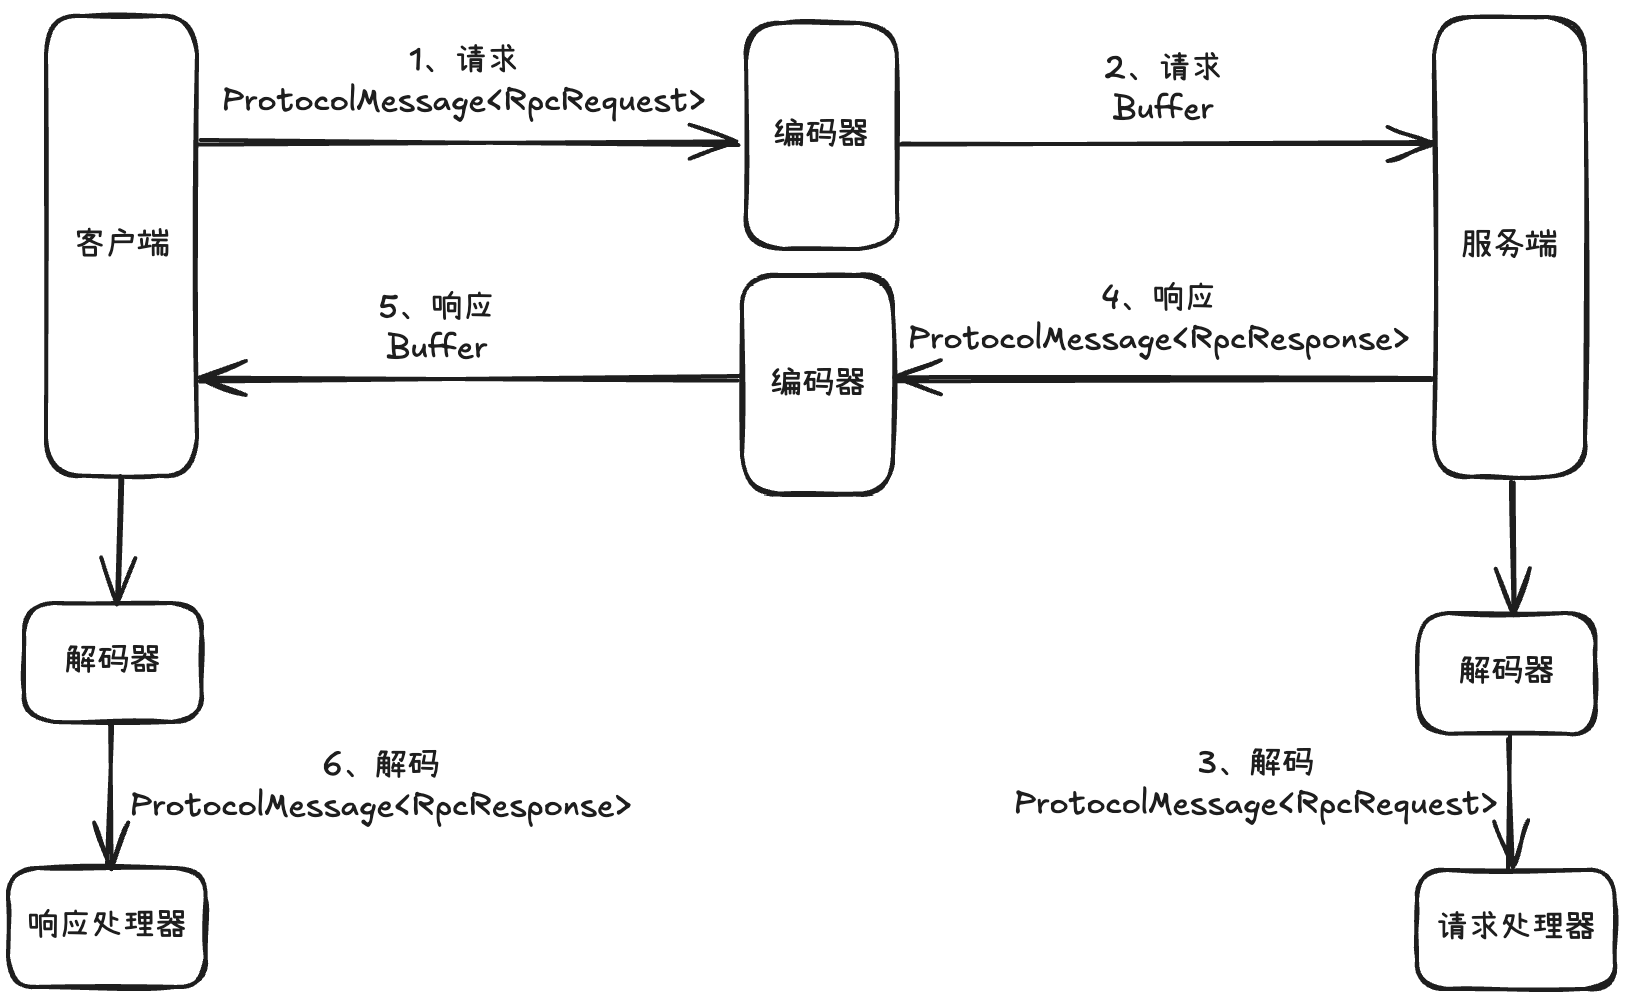 1、请求
ProtocolMessage<RpcRequest>
编码器
2、请求
Buffer
客户端
服务端
5、响应
Buffer
编码器
4、响应
ProtocolMessage<RpcResponse>
解码器
解码器
6、解码
ProtocolMessage<RpcResponse>
3、解码
ProtocolMessage<RpcRequest>
响应处理器
请求处理器